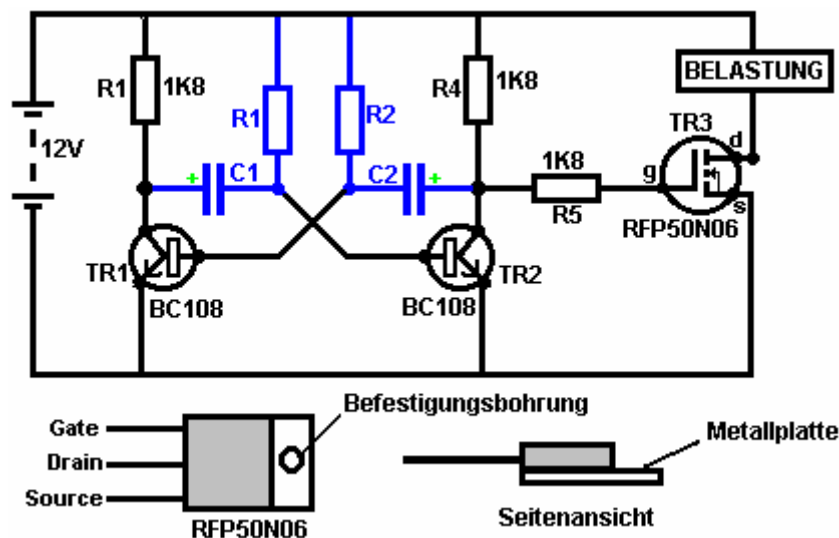 R1
1K8
R1
R2
R4
1K8
BELASTUNG
12V
+
C1
C2
+
1K8
R5
TR3
d
g
s
RFP50N06
TR1
BC108
BC108
TR2
Gate
Drain
Source
RFP50N06
Befestigungsbohrung
Metallplatte
Seitenansicht